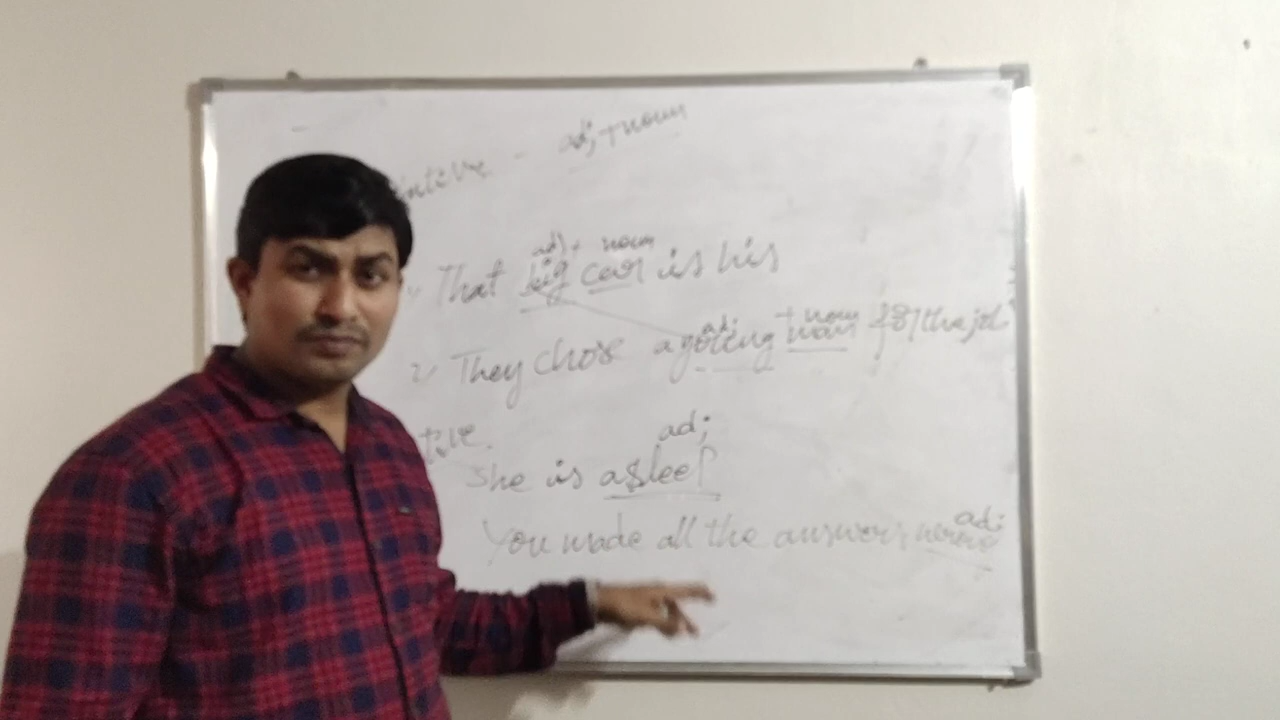 - adj + noun
adj + noun
That big car is his
adj + noun
2) They chose a young man for the job
adj
She is asleep
adj
You made all the answers wrong